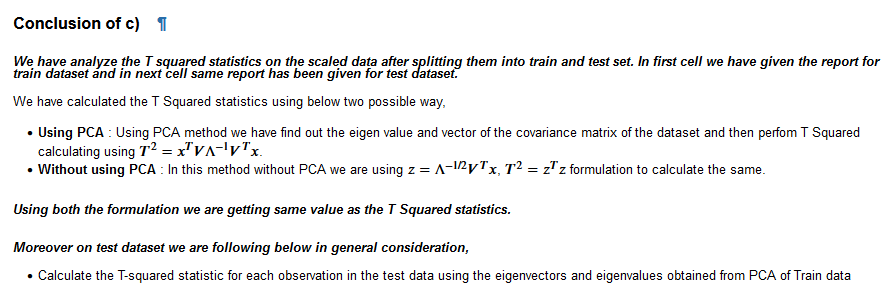 Conclusion of c) ¶
We have analyze the T squared statistics on the scaled data after splitting them into train and test set. In first cell we have given the report for
train dataset and in next cell same report has been given for test dataset.
We have calculated the T Squared statistics using below two possible way,
• Using PCA : Using PCA method we have find out the eigen value and vector of the covariance matrix of the dataset and then perfom T Squared
calculating using T² = xᵀVΛ⁻¹Vᵀx.
• Without using PCA : In this method without PCA we are using z = Λ⁻¹ᐟ²Vᵀx, T² = zᵀz formulation to calculate the same.
Using both the formulation we are getting same value as the T Squared statistics.
Moreover on test dataset we are following below in general consideration,
• Calculate the T-squared statistic for each observation in the test data using the eigenvectors and eigenvalues obtained from PCA of Train data